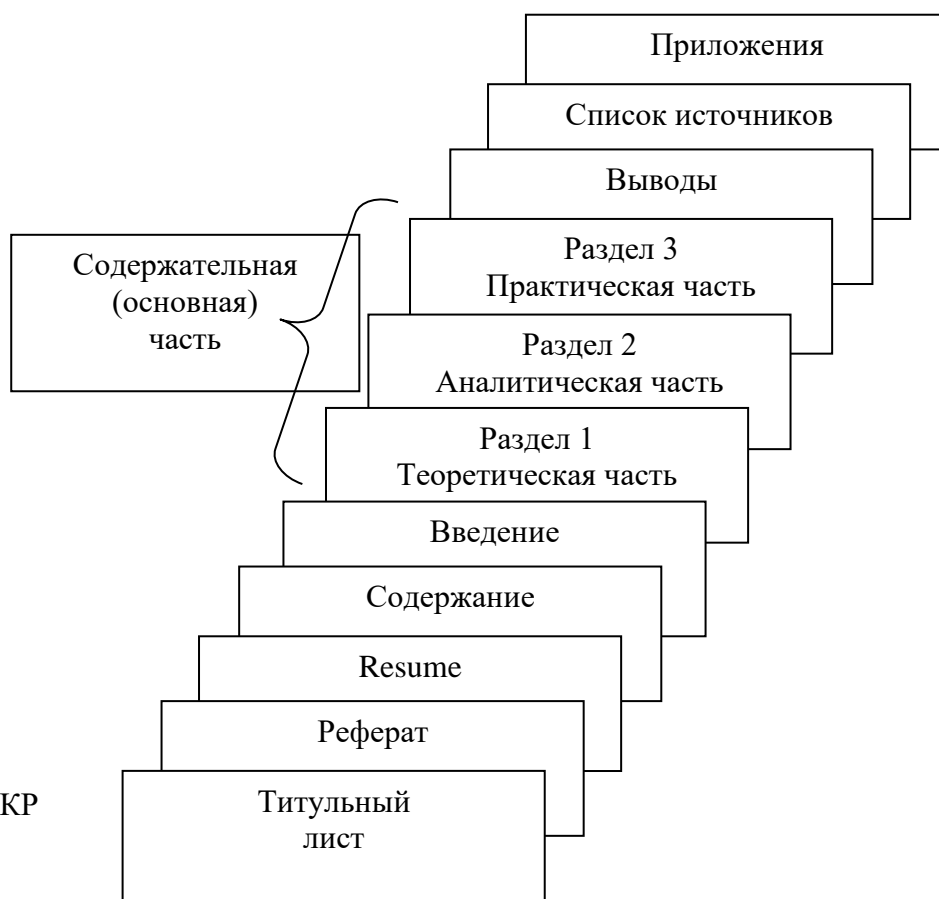 Приложения
Список источников
Выводы
Раздел 3
Практическая часть
Содержательная
(основная)
часть
Раздел 2
Аналитическая часть
Раздел 1
Теоретическая часть
Введение
Содержание
Resume
Реферат
КР
Титульный
лист